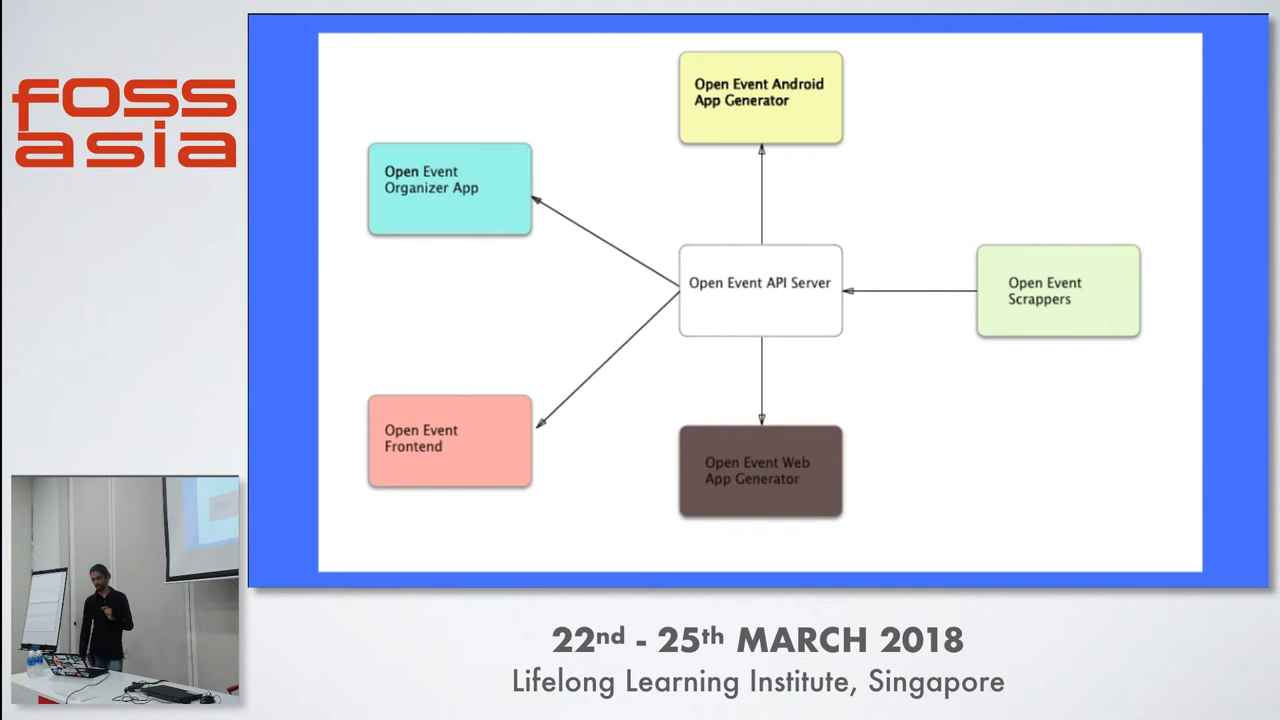 foss
asia
Open Event Android
App Generator
Open Event
Organizer App
Open Event API Server
Open Event
Scrappers
Open Event
Frontend
Open Event Web
App Generator
22nd - 25th MARCH 2018
Lifelong Learning Institute, Singapore